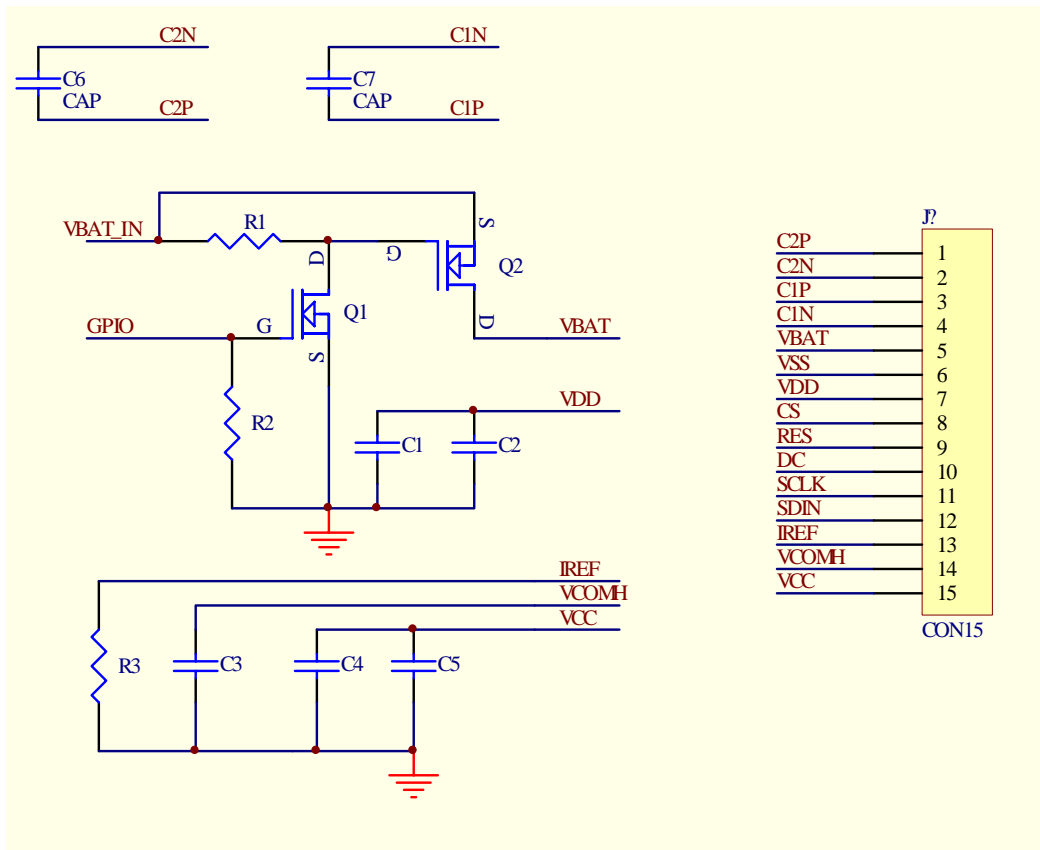 C2N
C6
CAP
C2P
C1N
C7
CAP
C1P
VBAT_IN
R1
S
D
G
Q2
GPIO
G
Q1
S
D
VBAT
R2
VDD
C1
C2
IREF
VCOMH
VCC
R3
C3
C4
C5
J?
C2P 1
C2N 2
C1P 3
C1N 4
VBAT 5
VSS 6
VDD 7
CS 8
RES 9
DC 10
SCLK 11
SDIN 12
IREF 13
VCOMH 14
VCC 15
CON15